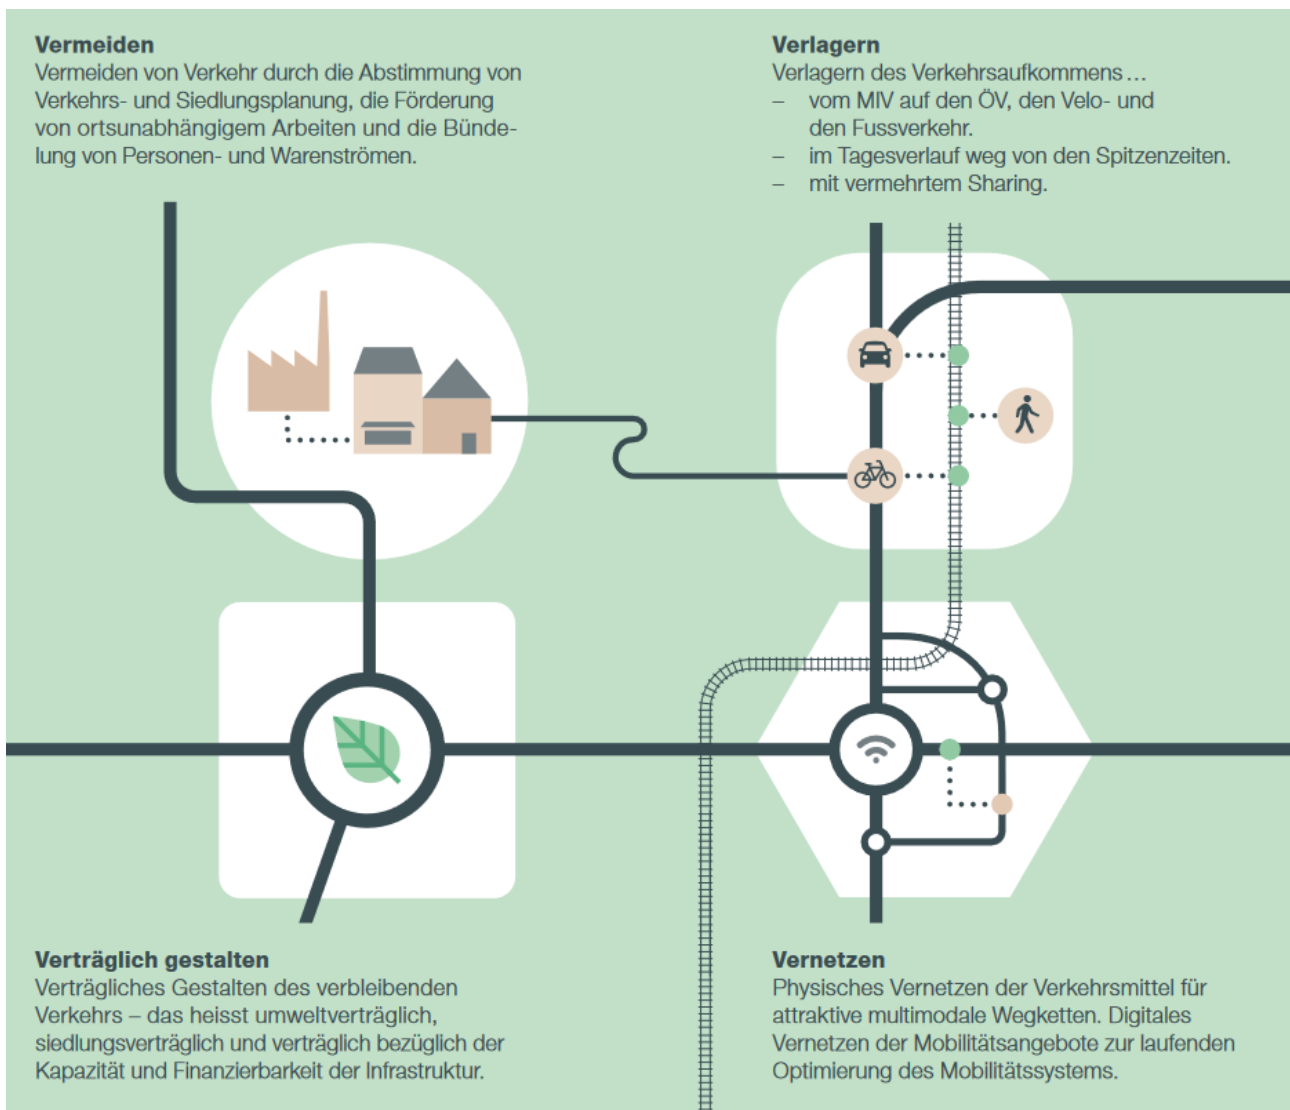 Vermeiden
Vermeiden von Verkehr durch die Abstimmung von
Verkehrs- und Siedlungsplanung, die Förderung
von ortsunabhängigem Arbeiten und die Bünde-
lung von Personen- und Warenströmen.
Verlagern
Verlagern des Verkehrsaufkommens …
– vom MIV auf den ÖV, den Velo- und
den Fussverkehr.
– im Tagesverlauf weg von den Spitzenzeiten.
– mit vermehrtem Sharing.
Verträglich gestalten
Verträgliches Gestalten des verbleibenden
Verkehrs – das heisst umweltverträglich,
siedlungsverträglich und verträglich bezüglich der
Kapazität und Finanzierbarkeit der Infrastruktur.
Vernetzen
Physisches Vernetzen der Verkehrsmittel für
attraktive multimodale Wegketten. Digitales
Vernetzen der Mobilitätsangebote zur laufenden
Optimierung des Mobilitätssystems.